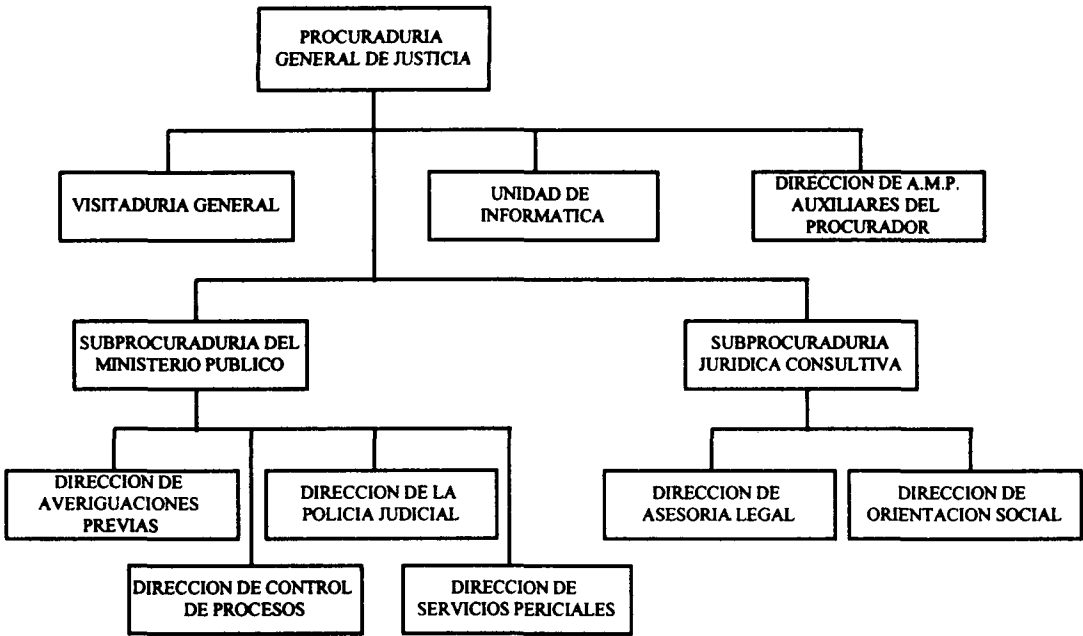 PROCURADURIA
GENERAL DE JUSTICIA
VISITADURIA GENERAL
UNIDAD DE
INFORMATICA
DIRECCION DE A.M.P.
AUXILIARES DEL
PROCURADOR
SUBPROCURADURIA DEL
MINISTERIO PUBLICO
SUBPROCURADURIA
JURIDICA CONSULTIVA
DIRECCION DE
AVERIGUACIONES
PREVIAS
DIRECCION DE LA
POLICIA JUDICIAL
DIRECCION DE
ASESORIA LEGAL
DIRECCION DE
ORIENTACION SOCIAL
DIRECCION DE CONTROL
DE PROCESOS
DIRECCION DE
SERVICIOS PERICIALES